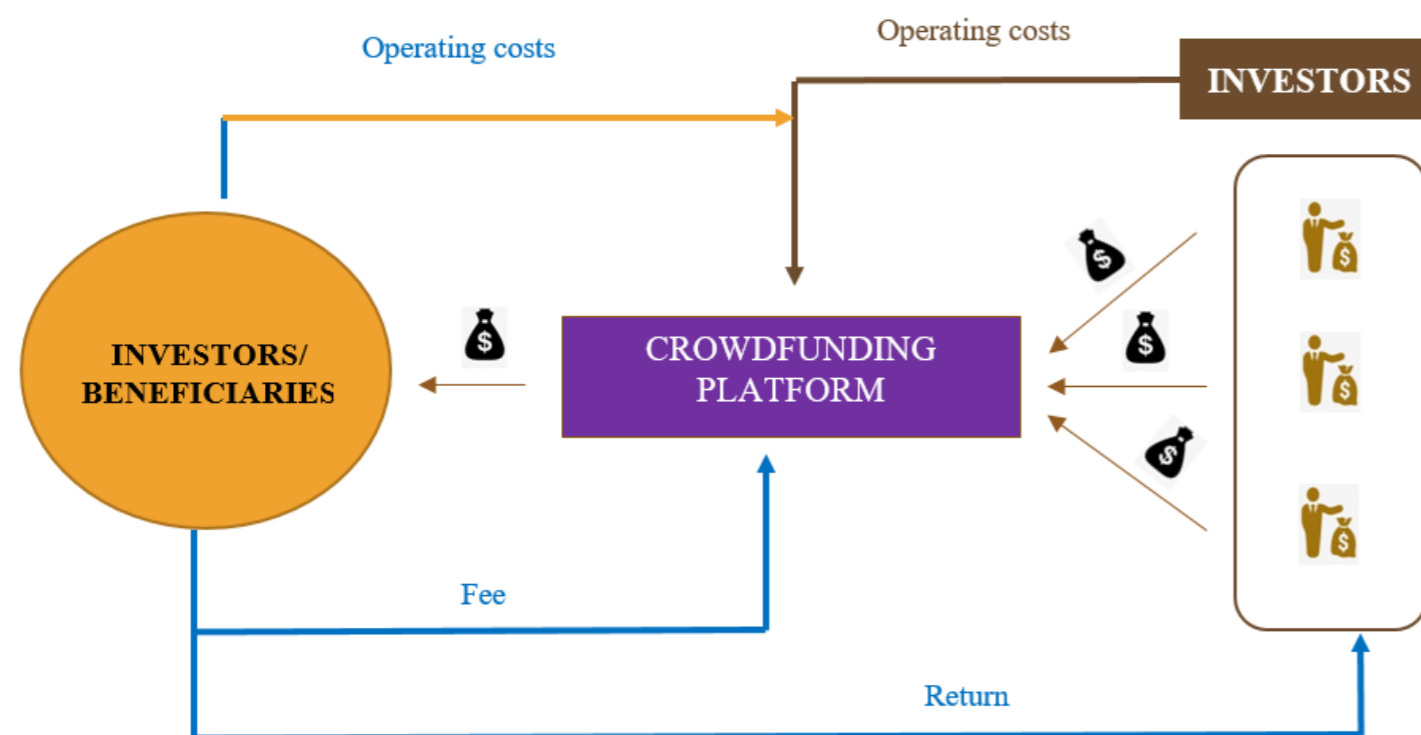 Operating costs
Operating costs
INVESTORS
INVESTORS/
BENEFICIARIES
CROWDFUNDING
PLATFORM
Fee
Return